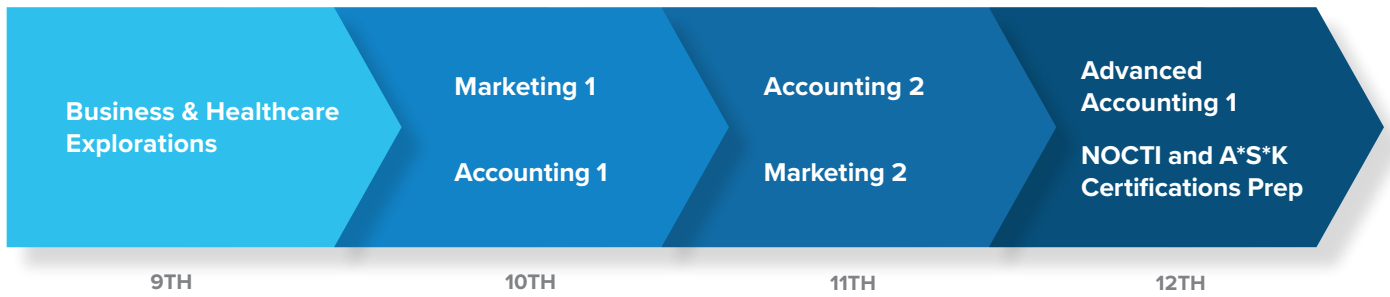 Business & Healthcare
Explorations
Marketing 1
Accounting 1
Accounting 2
Marketing 2
Advanced
Accounting 1
NOCTI and A*S*K
Certifications Prep
9TH
10TH
11TH
12TH